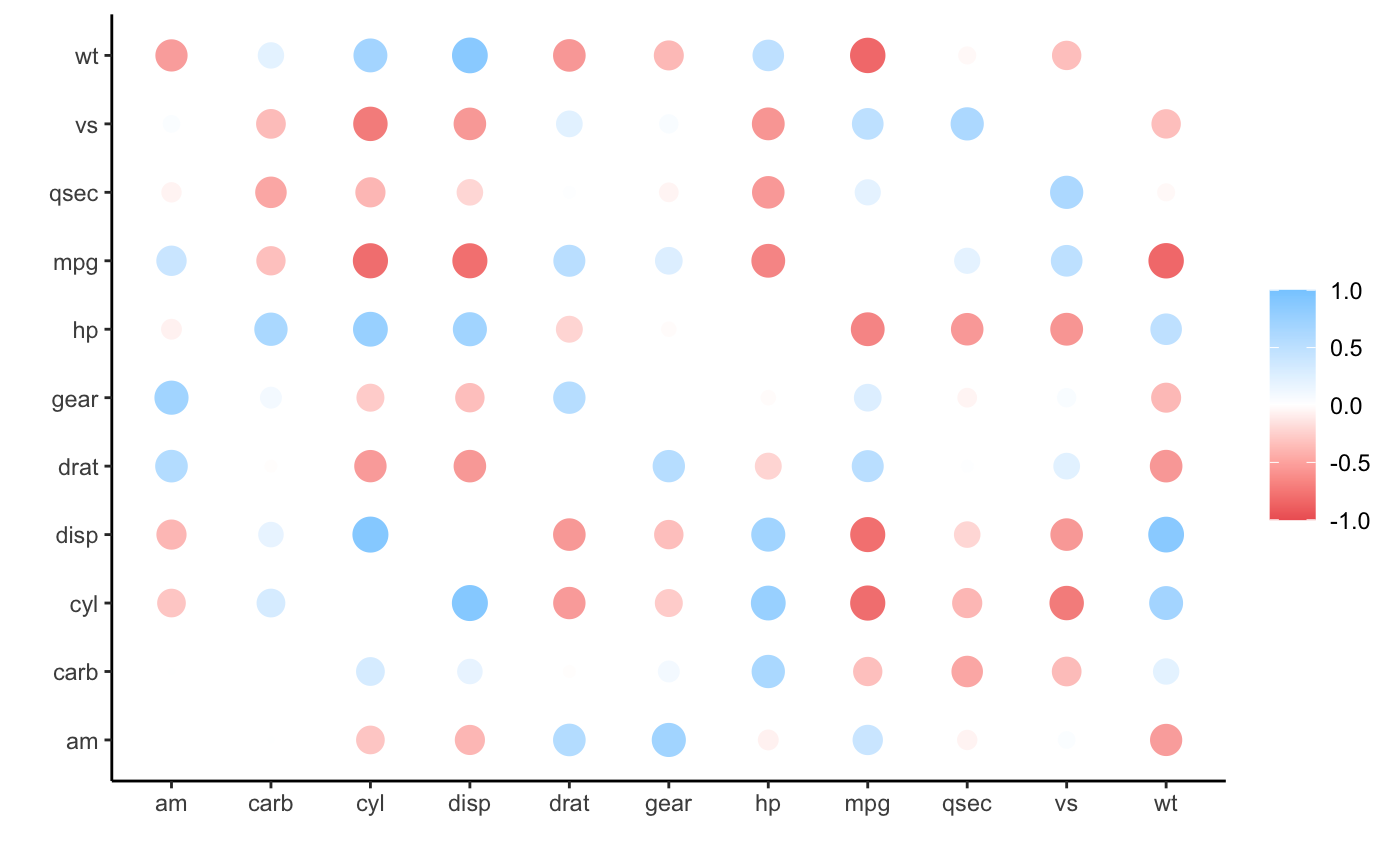 wt
vs
qsec
mpg
hp
gear
drat
disp
cyl
carb
am
am carb cyl disp drat gear hp mpg qsec vs wt
1.0
0.5
0.0
-0.5
-1.0